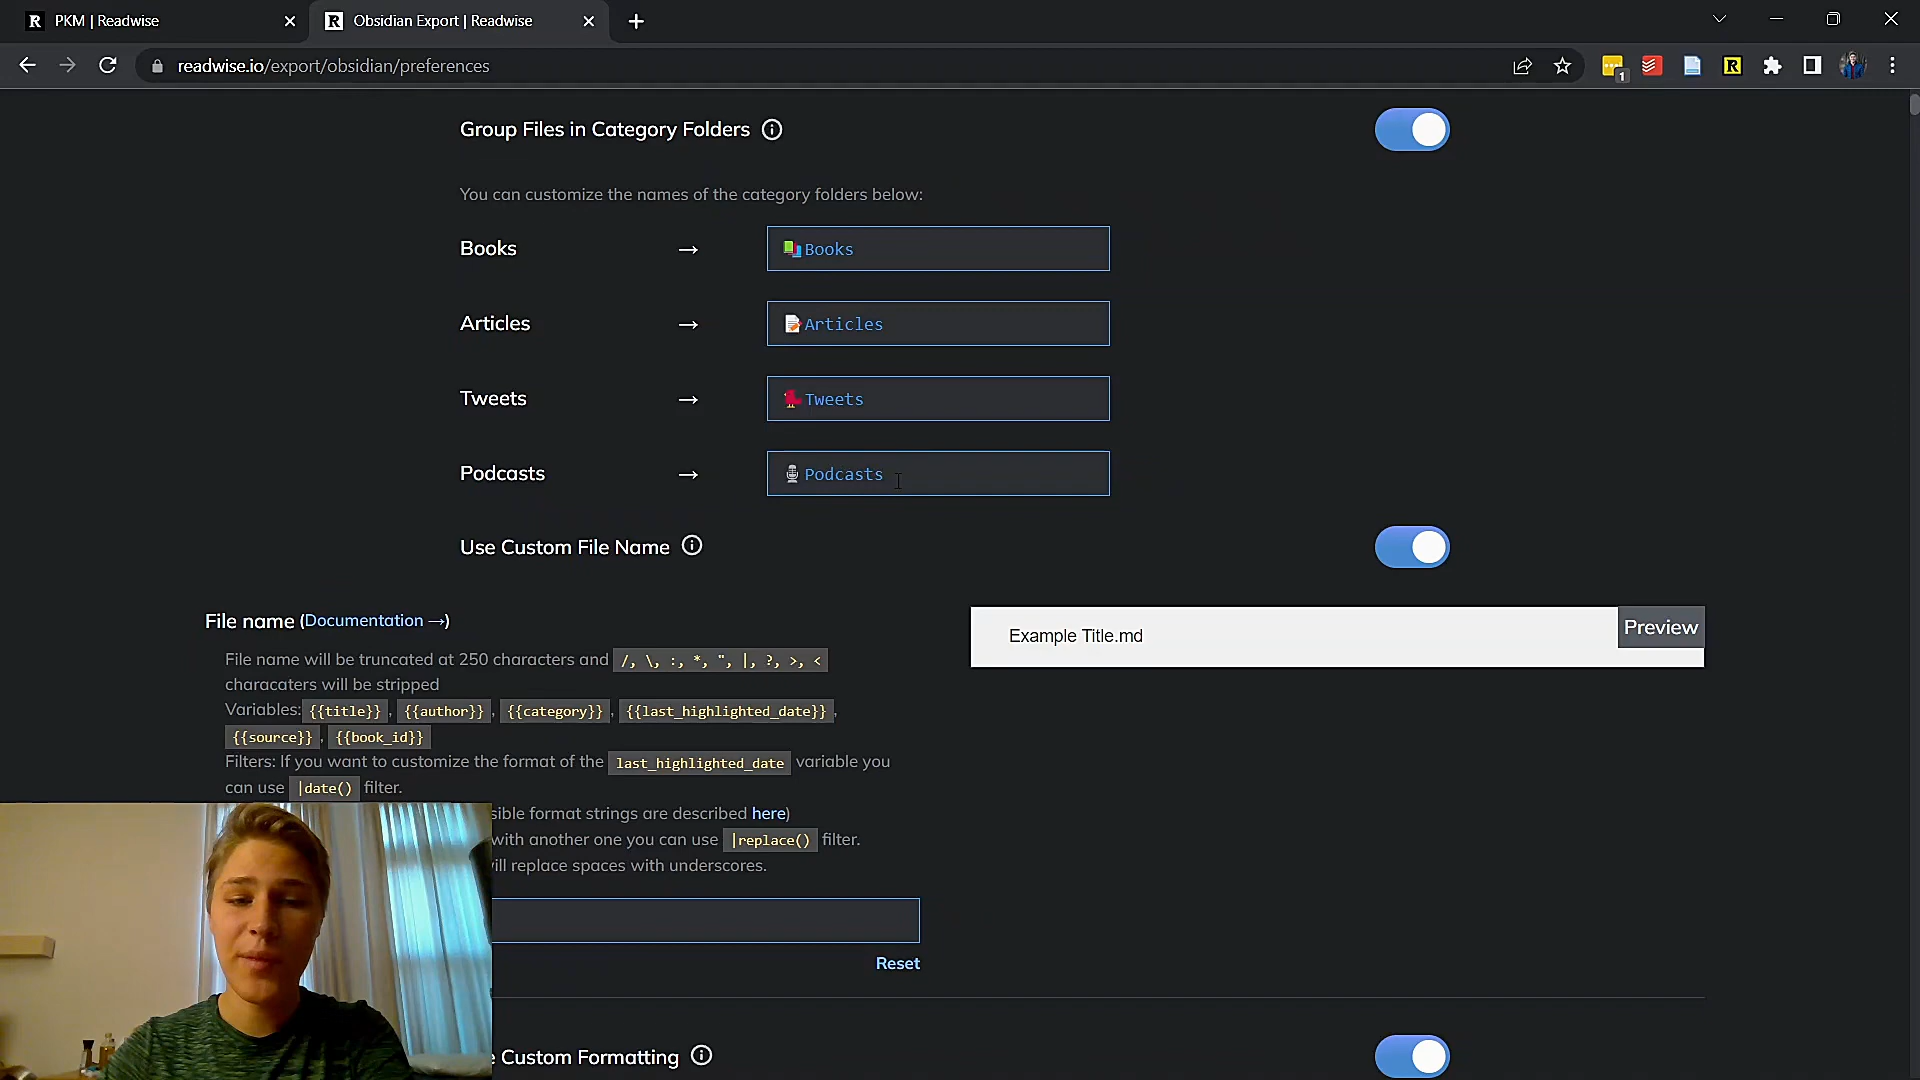 PKM | Readwise
Obsidian Export | Readwise
readwise.io/export/obsidian/preferences
1
Group Files in Category Folders
You can customize the names of the category folders below:
Books → 📚Books
Articles → 📝Articles
Tweets → 🐦Tweets
Podcasts → 🎙Podcasts
Use Custom File Name
File name (Documentation →)
Example Title.md
Preview
File name will be truncated at 250 characters and /, \, :, *, ", |, ?, >, <
characaters will be stripped
Variables: {{title}}, {{author}}, {{category}}, {{last_highlighted_date}},
{{source}}, {{book_id}}
Filters: If you want to customize the format of the last_highlighted_date variable you
can use |date() filter.
sible format strings are described here)
with another one you can use |replace() filter.
ill replace spaces with underscores.
Reset
e Custom Formatting